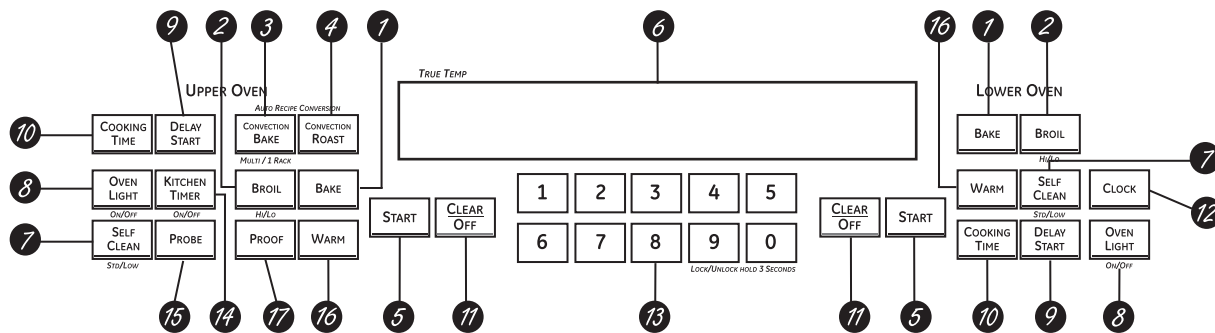 9 2 3 4 1 6 16 1 2
TRUE TEMP
UPPER OVEN
LOWER OVEN
AUTO RECIPE CONVERSION
10 COOKING TIME DELAY START CONVECTION BAKE CONVECTION ROAST BAKE BROIL
MULTI / 1 RACK
HI/LO
7
8 OVEN LIGHT KITCHEN TIMER BROIL BAKE 1 2 3 4 5 WARM SELF CLEAN CLOCK
ON/OFF ON/OFF HI/LO STD/LOW
12
START CLEAR OFF CLEAR OFF START
7 SELF CLEAN PROBE PROOF WARM 6 7 8 9 0 COOKING TIME DELAY START OVEN LIGHT
STD/LOW
LOCK/UNLOCK HOLD 3 SECONDS
ON/OFF
15 14 17 16 5 11 13 11 5 10 9 8